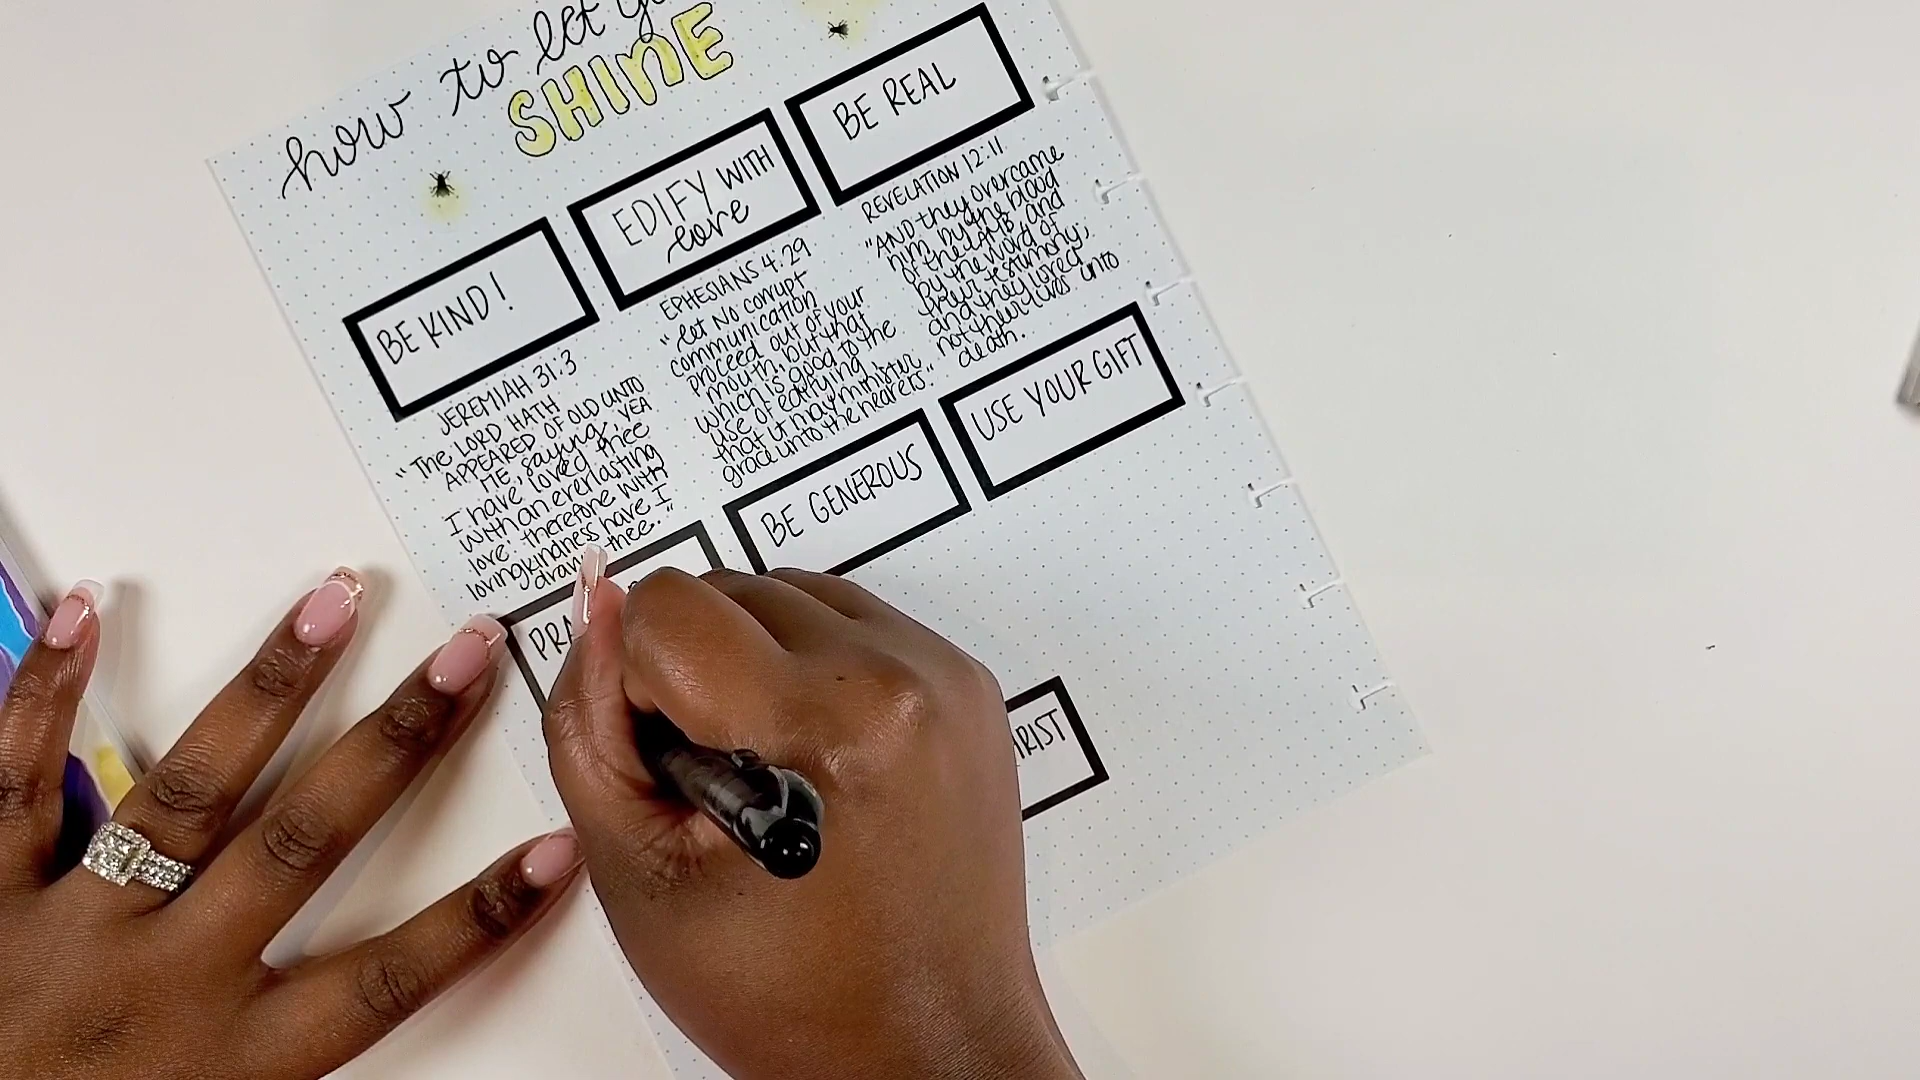 how to let
SHINE
BE KIND!
JEREMIAH 31:3
"The LORD HATH
APPEARED OF OLD UNTO
ME, saying, YEA
I have loved thee
with an everlasting
love: therefore with
lovingkindness have I
thee."
EDIFY WITH
love
EPHESIANS 4:29
"let No corrupt
communication
proceed out of your
mouth, but that
which is good to the
use of edifying,
that it may minister
grace unto the hearers."
BE REAL
REVELATION 12:11
"AND they overcame
him by the blood
of the LAMB, and
by the word of
their testimony;
and they loved
not their lives unto
death.
BE GENEROUS
USE YOUR GIFT